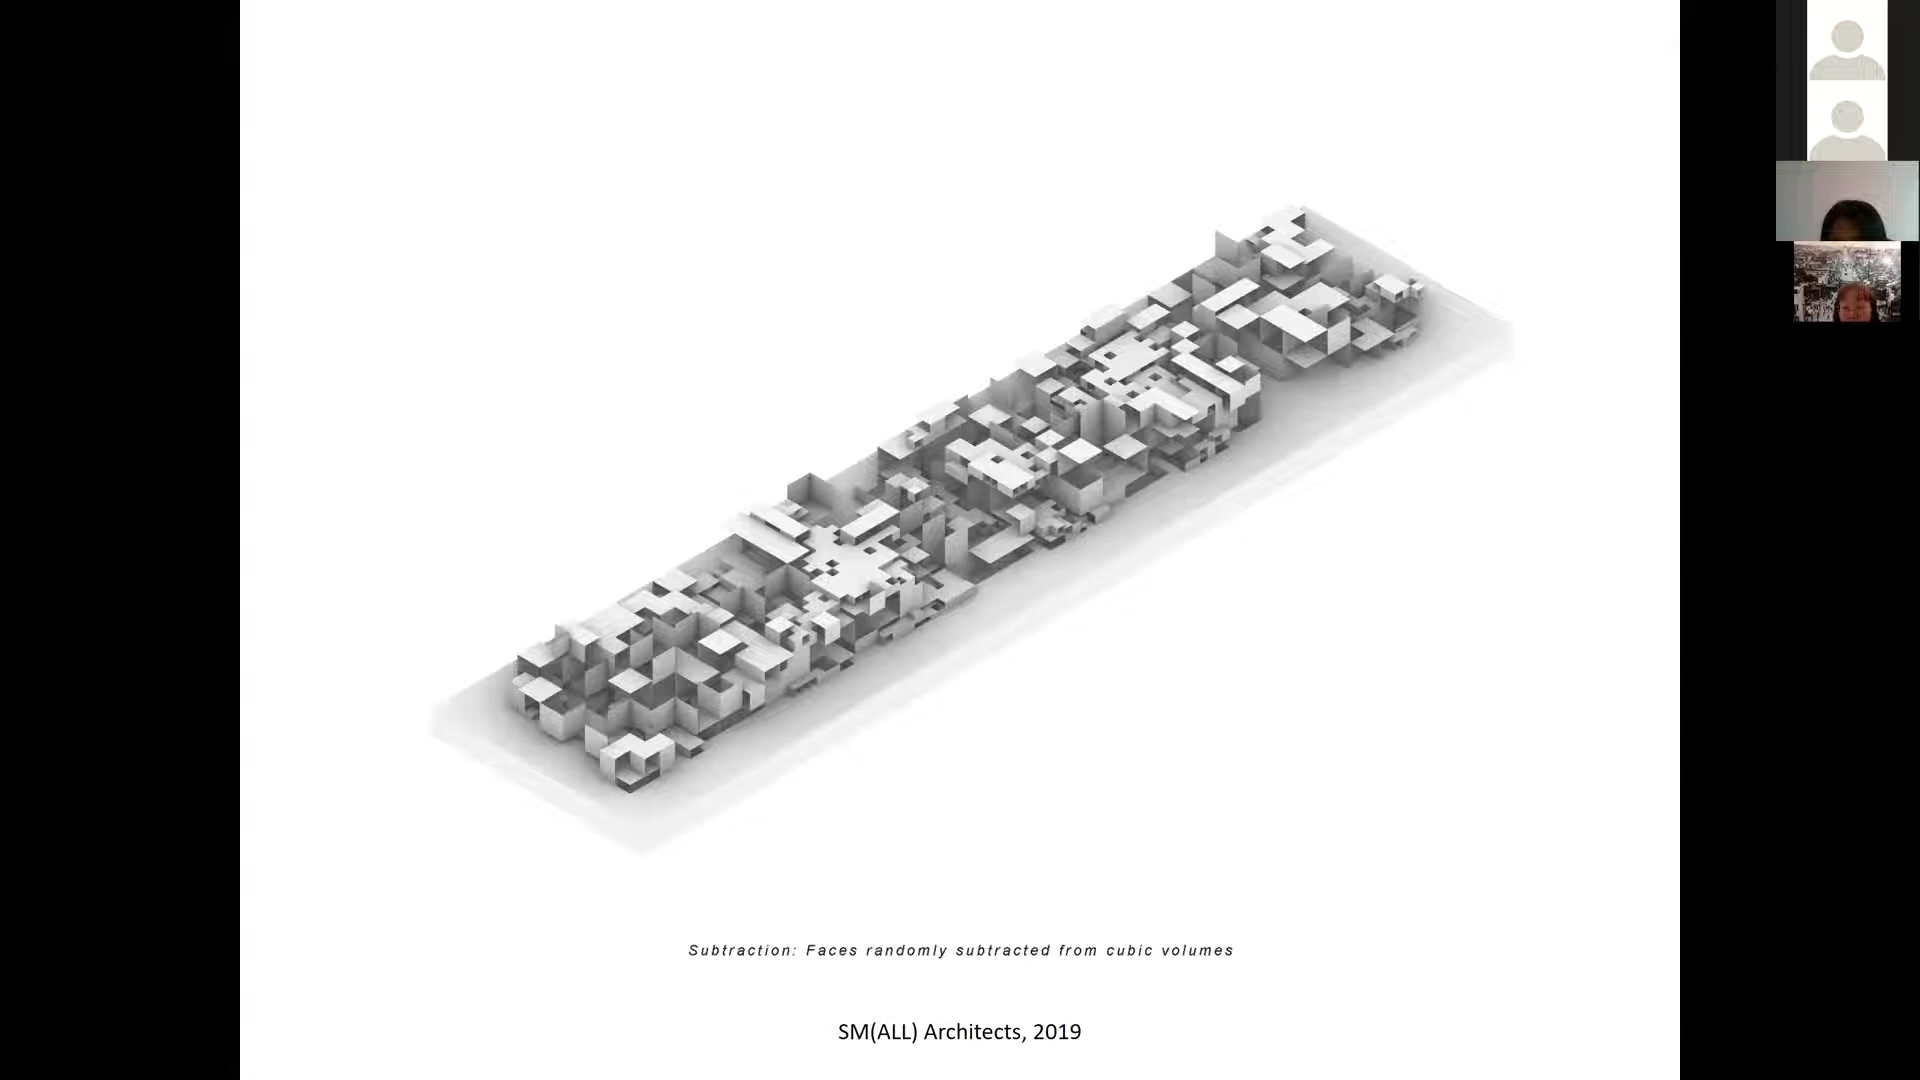 Subtraction: Faces randomly subtracted from cubic volumes
SM(ALL) Architects, 2019